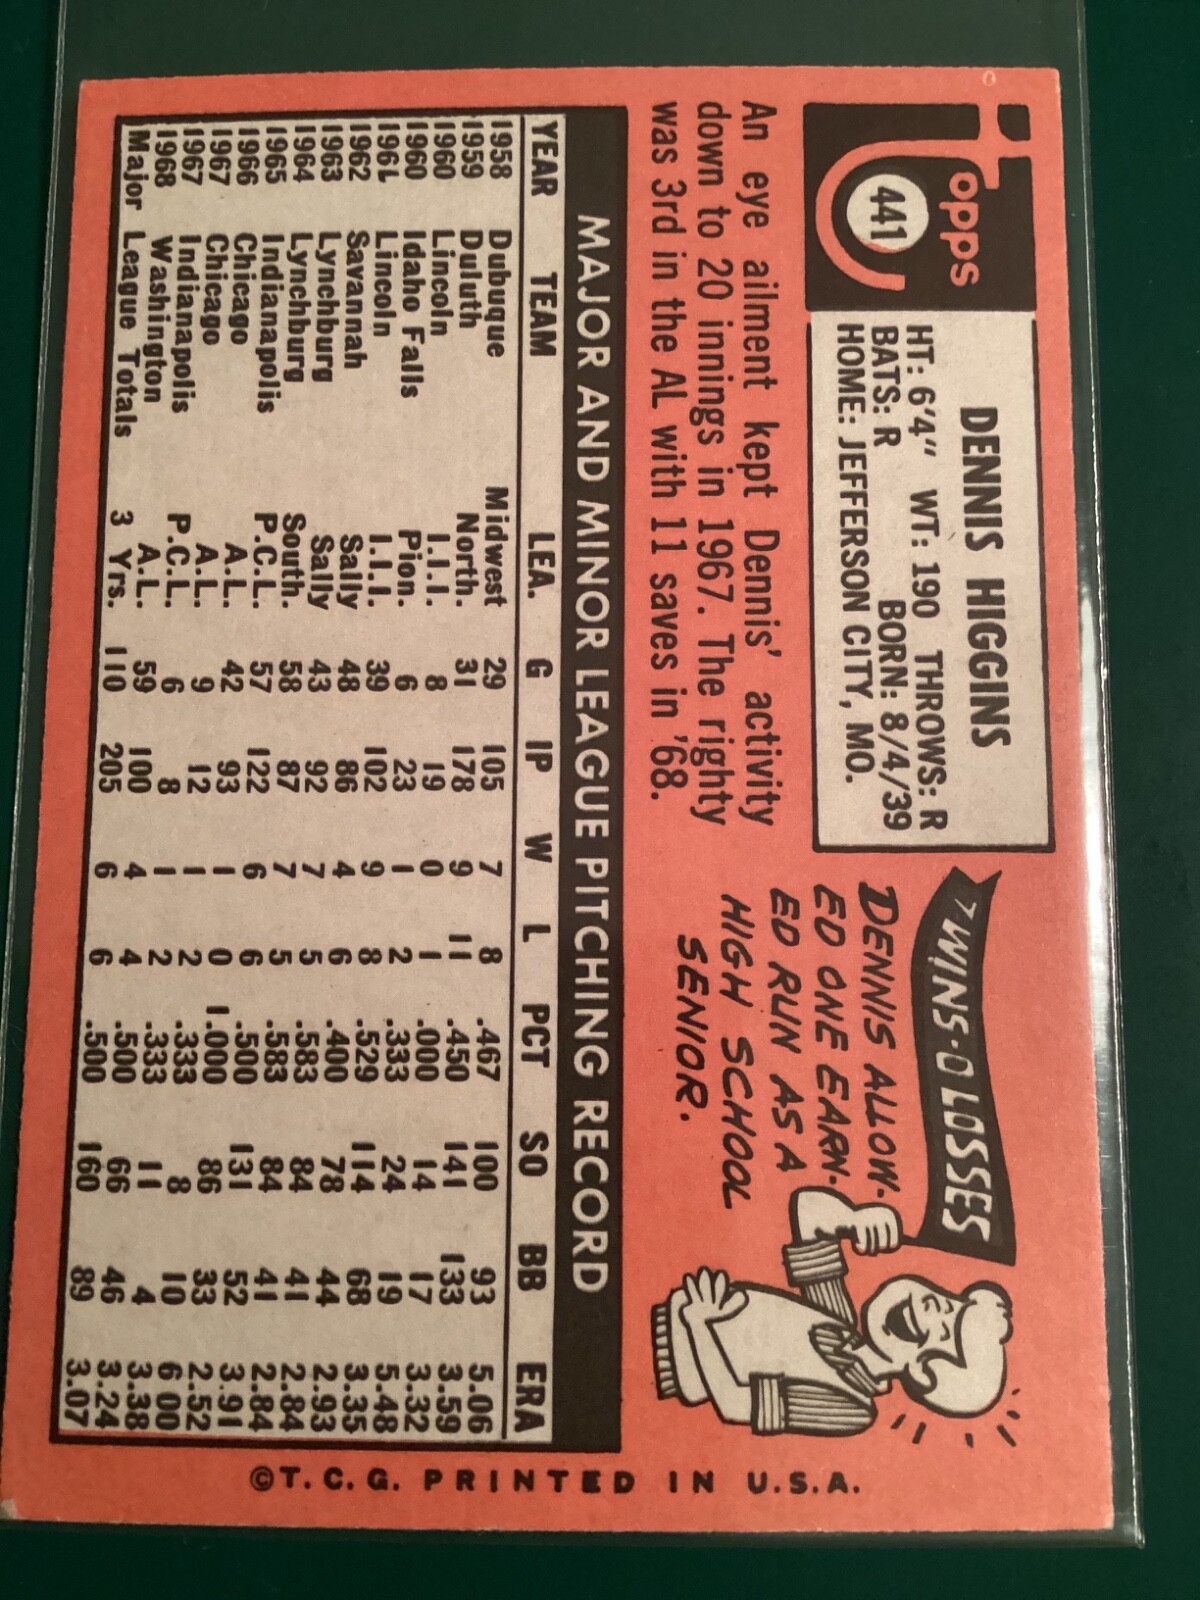 Topps
441
DENNIS HIGGINS
HT: 6'4" WT: 190 THROWS: R
BATS: R BORN: 8/4/39
HOME: JEFFERSON CITY, MO.
An eye ailment kept Dennis' activity
down to 20 innings in 1967. The righty
was 3rd in the AL with 11 saves in '68.
7 WINS-0 LOSSES
DENNIS ALLOW-
ED ONE EARN-
ED RUN AS A
HIGH SCHOOL
SENIOR.
MAJOR AND MINOR LEAGUE PITCHING RECORD
YEAR TEAM LEA. G IP W L PCT SO BB ERA
1958 Dubuque Midwest 29 105 7 8 .467 100 93 5.06
1959 Duluth North. 31 178 9 11 .450 141 133 3.59
1960 Lincoln I.I.I. 8 19 0 1 .000 14 17 3.32
1960 Idaho Falls Pion. 6 23 1 2 .333 24 19 5.48
1961 Lincoln I.I.I. 39 102 9 8 .529 114 68 3.35
1962 Savannah Sally 48 86 4 6 .400 78 44 2.93
1963 Lynchburg Sally 43 92 7 5 .583 84 41 2.84
1964 Lynchburg South. 58 87 7 5 .583 84 41 2.84
1965 Indianapolis P.C.L. 57 122 6 6 .500 131 52 3.91
1966 Chicago A.L. 42 93 1 0 1.000 86 33 2.52
1967 Chicago A.L. 9 12 1 2 .333 8 10 6.00
1967 Indianapolis P.C.L. 6 8 1 2 .333 11 4 3.38
1968 Washington A.L. 59 100 4 4 .500 66 46 3.24
Major League Totals 3 Yrs. 110 205 6 6 .500 160 89 3.07
©T.C.G. PRINTED IN U.S.A.